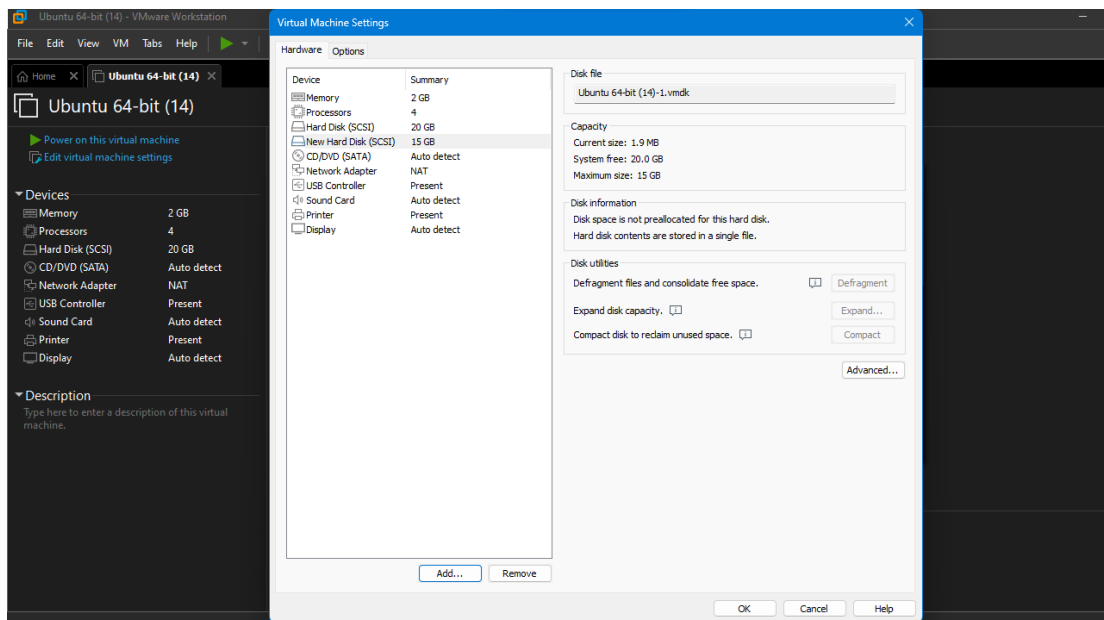 Ubuntu 64-bit (14) - VMware Workstation
File Edit View VM Tabs Help
Home
Ubuntu 64-bit (14)
Ubuntu 64-bit (14)
Power on this virtual machine
Edit virtual machine settings
Devices
Memory 2 GB
Processors 4
Hard Disk (SCSI) 20 GB
CD/DVD (SATA) Auto detect
Network Adapter NAT
USB Controller Present
Sound Card Auto detect
Printer Present
Display Auto detect
Description
Type here to enter a description of this virtual
machine.
Virtual Machine Settings
Hardware Options
Device Summary
Memory 2 GB
Processors 4
Hard Disk (SCSI) 20 GB
New Hard Disk (SCSI) 15 GB
CD/DVD (SATA) Auto detect
Network Adapter NAT
USB Controller Present
Sound Card Auto detect
Printer Present
Display Auto detect
Add... Remove
Disk file
Ubuntu 64-bit (14)-1.vmdk
Capacity
Current size: 1.9 MB
System free: 20.0 GB
Maximum size: 15 GB
Disk information
Disk space is not preallocated for this hard disk.
Hard disk contents are stored in a single file.
Disk utilities
Defragment files and consolidate free space. Defragment
Expand disk capacity. Expand...
Compact disk to reclaim unused space. Compact
Advanced...
OK Cancel Help